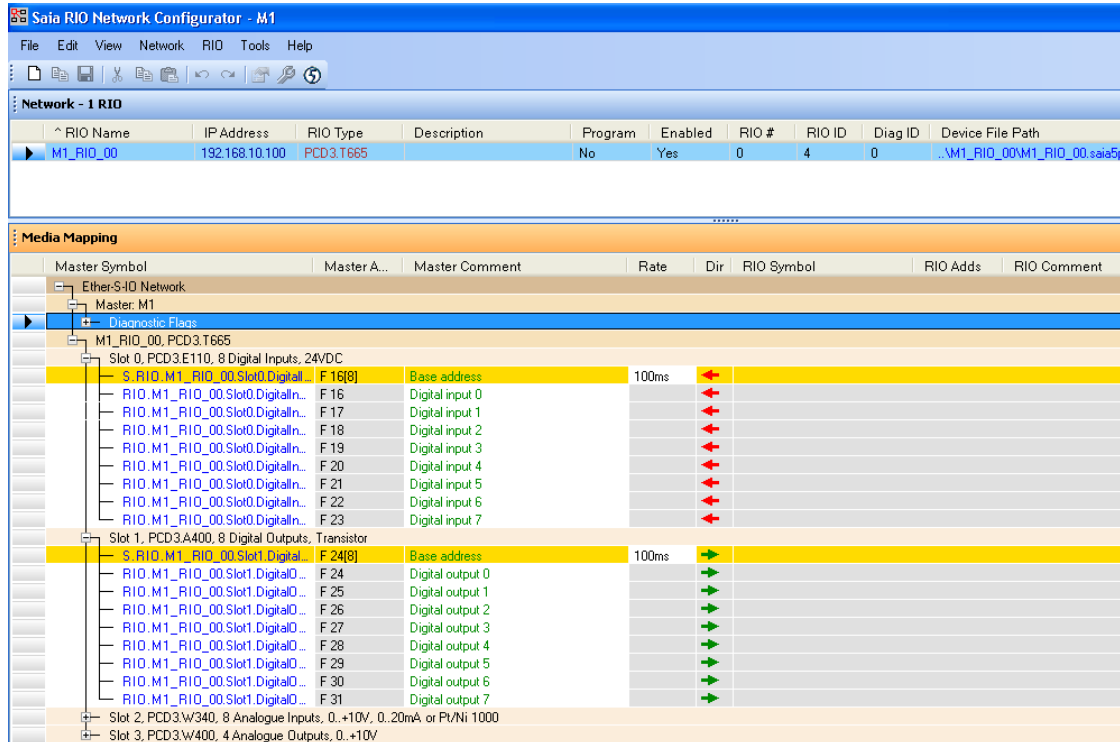 Saia RIO Network Configurator - M1
File Edit View Network RIO Tools Help
Network - 1 RIO
^ RIO Name IP Address RIO Type Description Program Enabled RIO # RIO ID Diag ID Device File Path
M1_RIO_00 192.168.10.100 PCD3.T665 No Yes 0 4 0 ..\M1_RIO_00\M1_RIO_00.saia5p
Media Mapping
Master Symbol Master A... Master Comment Rate Dir RIO Symbol RIO Adds RIO Comment
Ether-S-IO Network
Master: M1
Diagnostic Flags
M1_RIO_00, PCD3.T665
Slot 0, PCD3.E110, 8 Digital Inputs, 24VDC
S.RIO.M1_RIO_00.Slot0.DigitalI... F 16[8] Base address 100ms
RIO.M1_RIO_00.Slot0.DigitalIn... F 16 Digital input 0
RIO.M1_RIO_00.Slot0.DigitalIn... F 17 Digital input 1
RIO.M1_RIO_00.Slot0.DigitalIn... F 18 Digital input 2
RIO.M1_RIO_00.Slot0.DigitalIn... F 19 Digital input 3
RIO.M1_RIO_00.Slot0.DigitalIn... F 20 Digital input 4
RIO.M1_RIO_00.Slot0.DigitalIn... F 21 Digital input 5
RIO.M1_RIO_00.Slot0.DigitalIn... F 22 Digital input 6
RIO.M1_RIO_00.Slot0.DigitalIn... F 23 Digital input 7
Slot 1, PCD3.A400, 8 Digital Outputs, Transistor
S.RIO.M1_RIO_00.Slot1.Digital... F 24[8] Base address 100ms
RIO.M1_RIO_00.Slot1.DigitalO... F 24 Digital output 0
RIO.M1_RIO_00.Slot1.DigitalO... F 25 Digital output 1
RIO.M1_RIO_00.Slot1.DigitalO... F 26 Digital output 2
RIO.M1_RIO_00.Slot1.DigitalO... F 27 Digital output 3
RIO.M1_RIO_00.Slot1.DigitalO... F 28 Digital output 4
RIO.M1_RIO_00.Slot1.DigitalO... F 29 Digital output 5
RIO.M1_RIO_00.Slot1.DigitalO... F 30 Digital output 6
RIO.M1_RIO_00.Slot1.DigitalO... F 31 Digital output 7
Slot 2, PCD3.W340, 8 Analogue Inputs, 0..+10V, 0..20mA or Pt/Ni 1000
Slot 3, PCD3.W400, 4 Analogue Outputs, 0..+10V